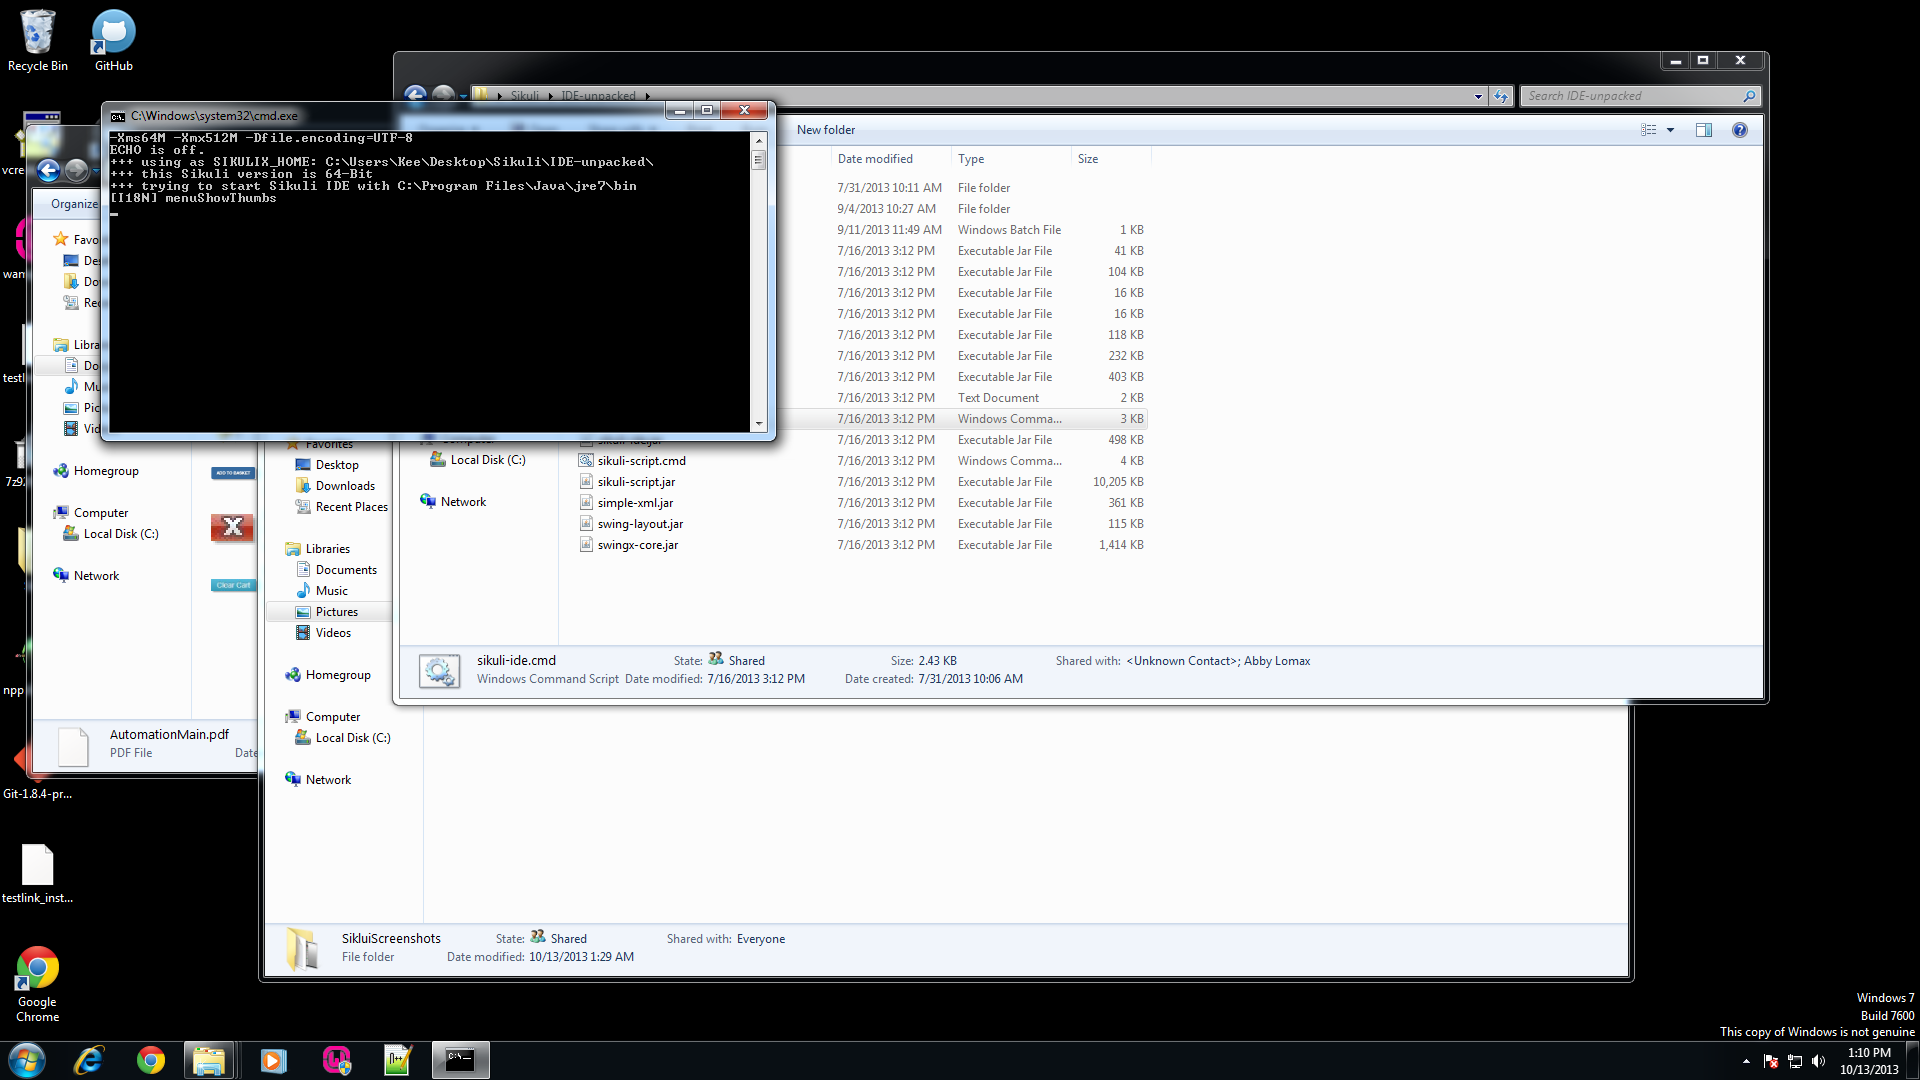 Recycle Bin
GitHub
C:\Windows\system32\cmd.exe
-Xms64M -Xmx512M -Dfile.encoding=UTF-8
ECHO is off.
+++ using as SIKULIX_HOME: C:\Users\Kee\Desktop\Sikuli\IDE-unpacked\
+++ this Sikuli version is 64-Bit
+++ trying to start Sikuli IDE with C:\Program Files\Java\jre7\bin
[I18N] menuShowThumbs
Sikuli
IDE-unpacked
Search IDE-unpacked
New folder
Date modified Type Size
7/31/2013 10:11 AM File folder
9/4/2013 10:27 AM File folder
9/11/2013 11:49 AM Windows Batch File 1 KB
7/16/2013 3:12 PM Executable Jar File 41 KB
7/16/2013 3:12 PM Executable Jar File 104 KB
7/16/2013 3:12 PM Executable Jar File 16 KB
7/16/2013 3:12 PM Executable Jar File 16 KB
7/16/2013 3:12 PM Executable Jar File 118 KB
7/16/2013 3:12 PM Executable Jar File 232 KB
7/16/2013 3:12 PM Executable Jar File 403 KB
7/16/2013 3:12 PM Text Document 2 KB
7/16/2013 3:12 PM Windows Comma... 3 KB
7/16/2013 3:12 PM Executable Jar File 498 KB
sikuli-script.cmd 7/16/2013 3:12 PM Windows Comma... 4 KB
sikuli-script.jar 7/16/2013 3:12 PM Executable Jar File 10,205 KB
simple-xml.jar 7/16/2013 3:12 PM Executable Jar File 361 KB
swing-layout.jar 7/16/2013 3:12 PM Executable Jar File 115 KB
swingx-core.jar 7/16/2013 3:12 PM Executable Jar File 1,414 KB
Local Disk (C:)
Network
sikuli-ide.cmd State: Shared Size: 2.43 KB Shared with: <Unknown Contact>; Abby Lomax
Windows Command Script Date modified: 7/16/2013 3:12 PM Date created: 7/31/2013 10:06 AM
vcre
wam
testl
7z92
npp
Organize
Favo
Des
Dov
Rec
Libra
Do
Mu
Pic
Vid
Homegroup
Computer
Local Disk (C:)
Network
ADD TO BASKET
X
Clear Cart
AutomationMain.pdf
PDF File Date
Favorites
Desktop
Downloads
Recent Places
Libraries
Documents
Music
Pictures
Videos
Homegroup
Computer
Local Disk (C:)
Network
SikluiScreenshots State: Shared Shared with: Everyone
File folder Date modified: 10/13/2013 1:29 AM
Git-1.8.4-pr...
testlink_inst...
Google
Chrome
Windows 7
Build 7600
This copy of Windows is not genuine
1:10 PM
10/13/2013